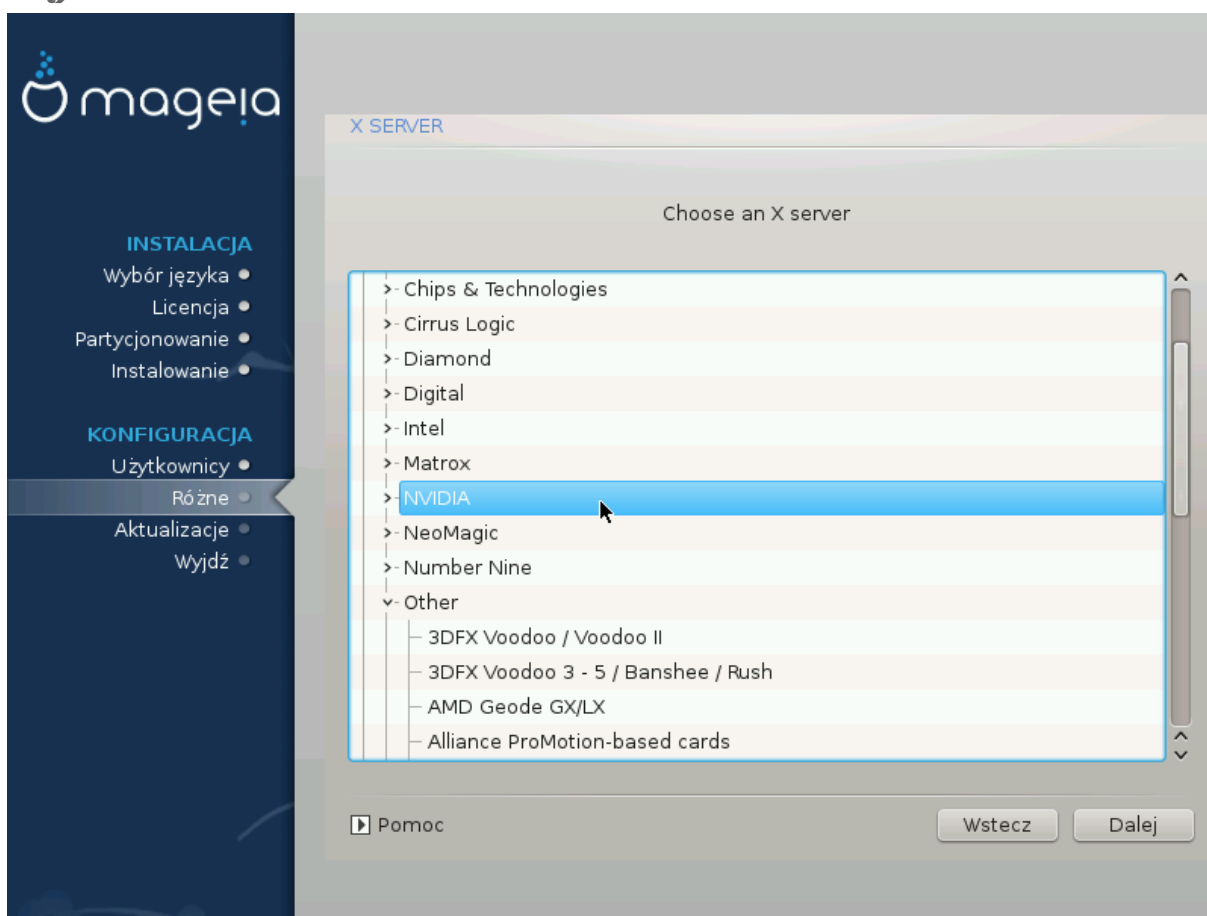 mageia
INSTALACJA
Wybór języka
Licencja
Partycjonowanie
Instalowanie
KONFIGURACJA
Użytkownicy
Różne
Aktualizacje
Wyjdź
X SERVER
Choose an X server
Chips & Technologies
Cirrus Logic
Diamond
Digital
Intel
Matrox
NVIDIA
NeoMagic
Number Nine
Other
3DFX Voodoo / Voodoo II
3DFX Voodoo 3 - 5 / Banshee / Rush
AMD Geode GX/LX
Alliance ProMotion-based cards
Pomoc
Wstecz
Dalej